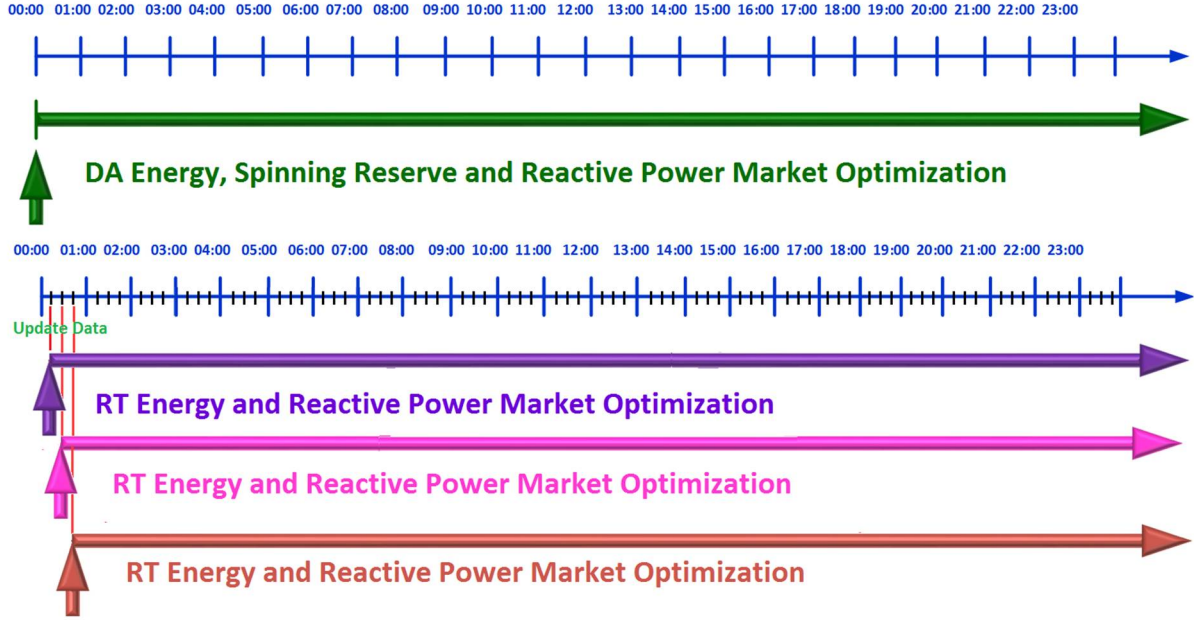 00:00 01:00 02:00 03:00 04:00 05:00 06:00 07:00 08:00 09:00 10:00 11:00 12:00 13:00 14:00 15:00 16:00 17:00 18:00 19:00 20:00 21:00 22:00 23:00
DA Energy, Spinning Reserve and Reactive Power Market Optimization
00:00 01:00 02:00 03:00 04:00 05:00 06:00 07:00 08:00 09:00 10:00 11:00 12:00 13:00 14:00 15:00 16:00 17:00 18:00 19:00 20:00 21:00 22:00 23:00
Update Data
RT Energy and Reactive Power Market Optimization
RT Energy and Reactive Power Market Optimization
RT Energy and Reactive Power Market Optimization